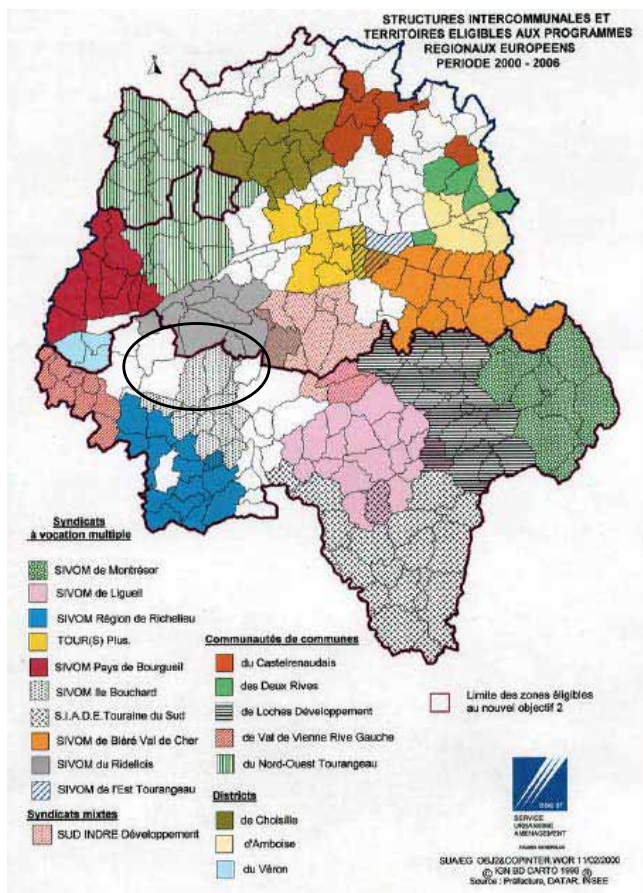 STRUCTURES INTERCOMMUNALES ET
TERRITOIRES ELIGIBLES AUX PROGRAMMES
REGIONAUX EUROPEENS
PERIODE 2000 - 2006
Syndicats
à vocation multiple
SIVOM de Montrésor
SIVOM de Ligueil
SIVOM Région de Richelieu
TOUR(S) Plus.
SIVOM Pays de Bourgueil
SIVOM Ile Bouchard
S.I.A.D.E.Touraine du Sud
SIVOM de Bléré Val de Cher
SIVOM du Ridellois
SIVOM de l'Est Tourangeau
Syndicats mixtes
SUD INDRE Développement
Communautés de communes
du Castelrenaudais
des Deux Rives
de Loches Développement
de Val de Vienne Rive Gauche
du Nord-Ouest Tourangeau
Districts
de Choisille
d'Amboise
du Véron
Limite des zones éligibles
au nouvel objectif 2
SERVICE
URBANISME
AMENAGEMENT
SUA/EG OBJ2&COPINTER.WOR 11/02/2000
© IGN BD CARTO 1998 ®
Source : Préfecture, DATAR, INSEE